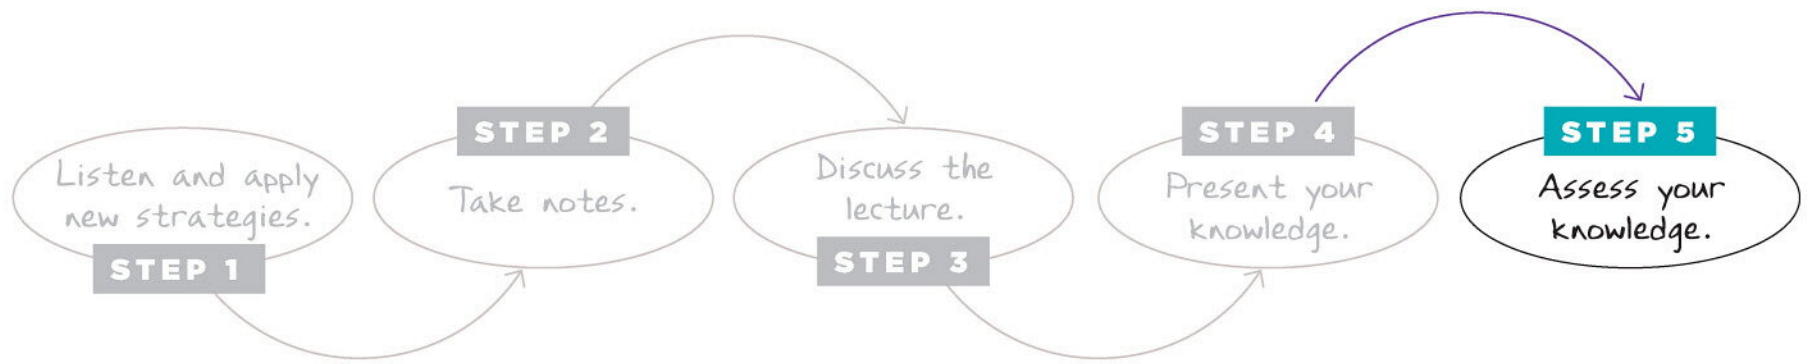 Listen and apply
new strategies.
STEP 1
STEP 2
Take notes.
Discuss the
lecture.
STEP 3
STEP 4
Present your
knowledge.
STEP 5
Assess your
knowledge.